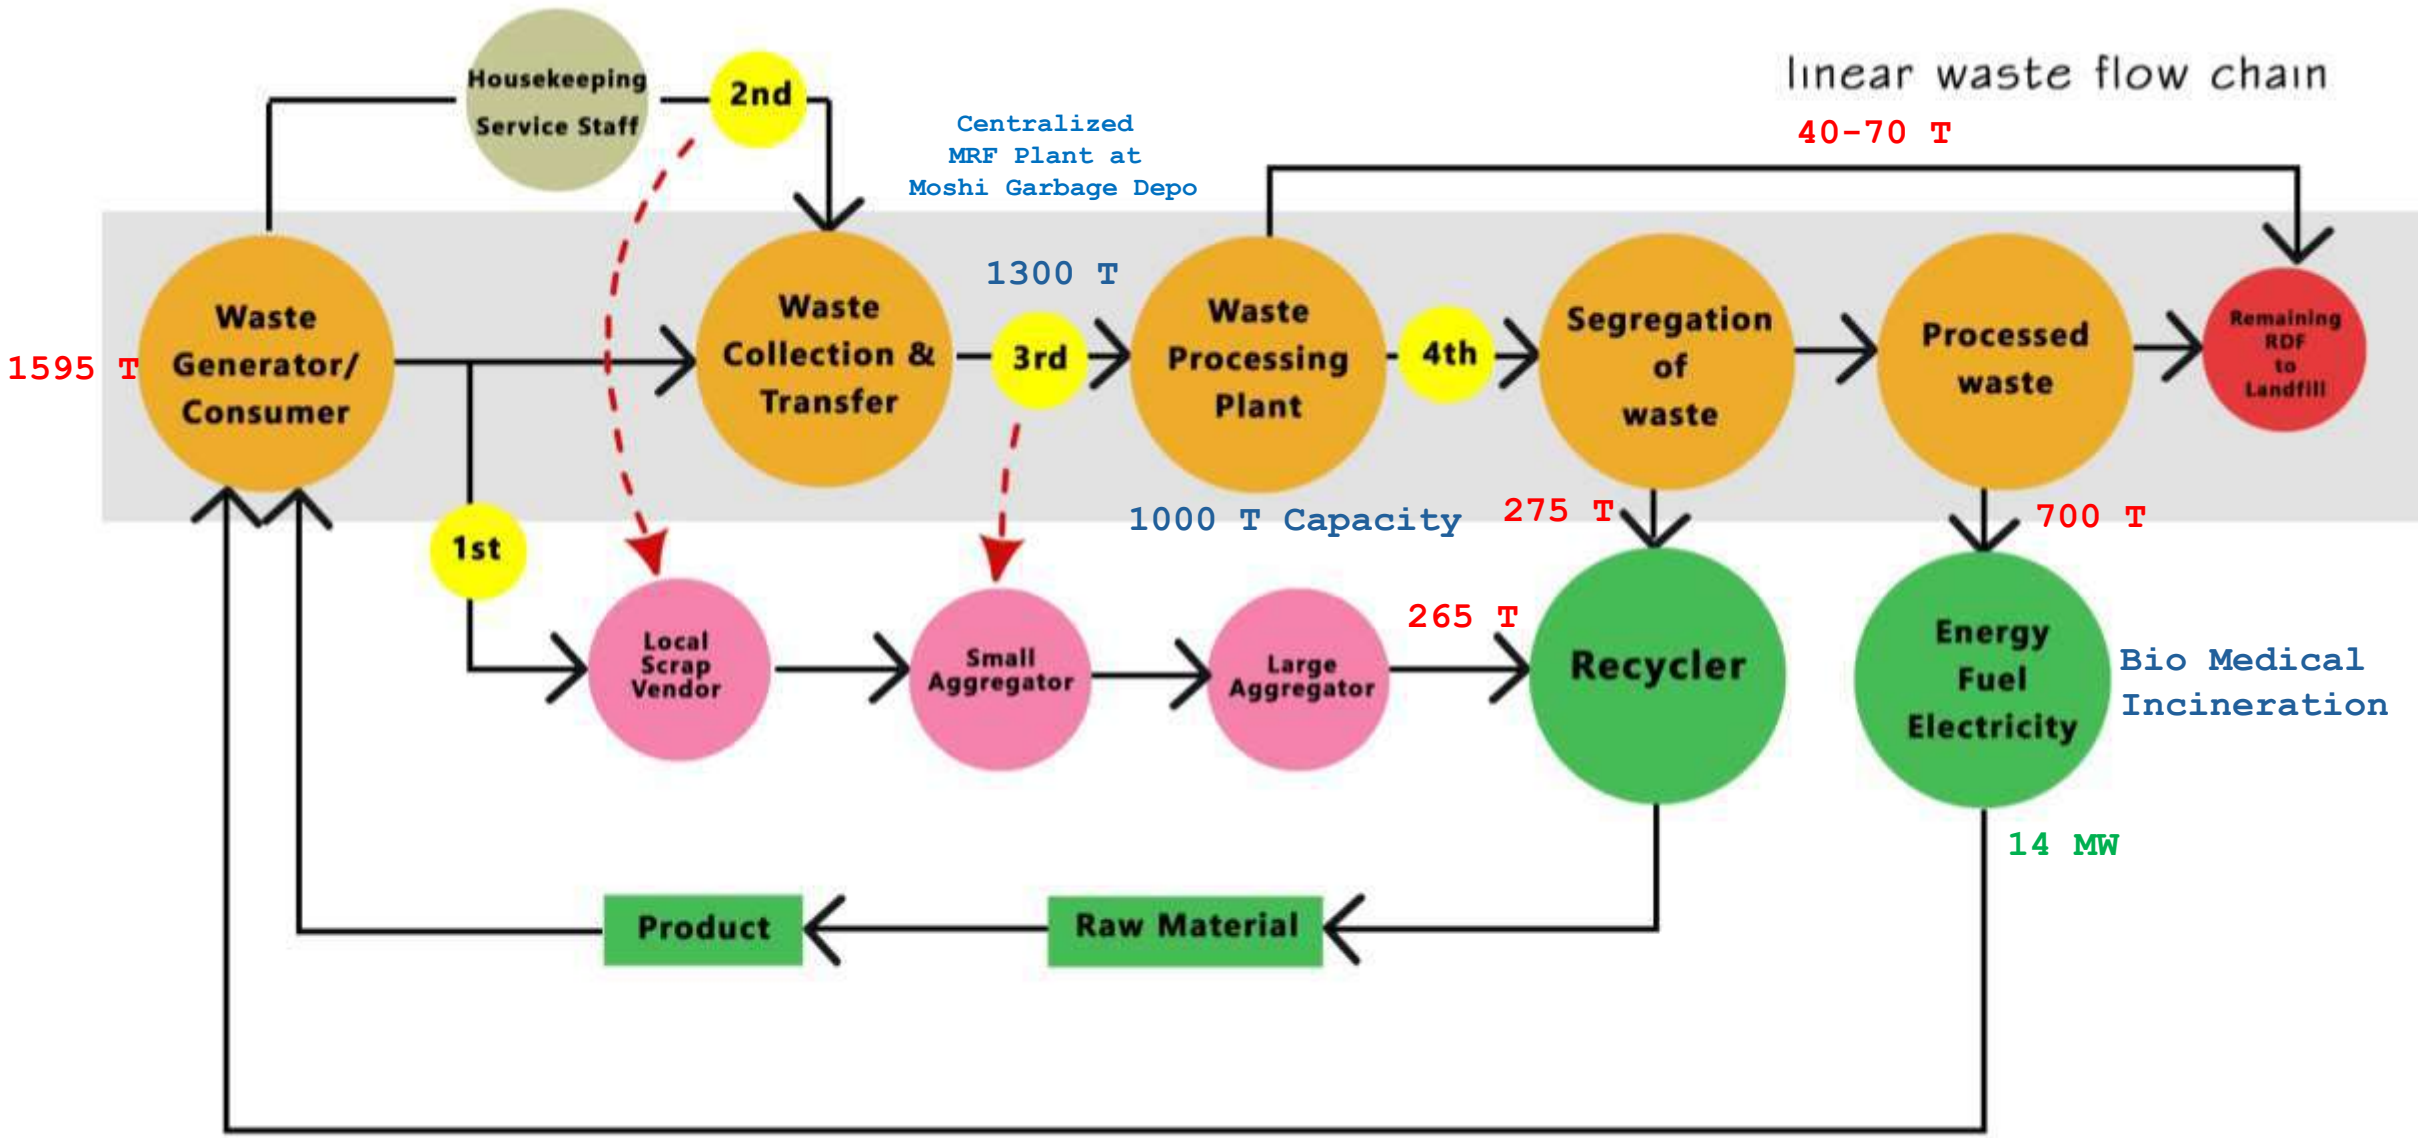 linear waste flow chain
40-70 T
Housekeeping
Service Staff
2nd
Centralized
MRF Plant at
Moshi Garbage Depo
1595 T
Waste
Generator/
Consumer
Waste
Collection &
Transfer
1300 T
3rd
Waste
Processing
Plant
4th
Segregation
of
waste
Processed
waste
Remaining
RDF
to
Landfill
1000 T Capacity
275 T
700 T
1st
Local
Scrap
Vendor
Small
Aggregator
Large
Aggregator
265 T
Recycler
Energy
Fuel
Electricity
Bio Medical
Incineration
14 MW
Product
Raw Material